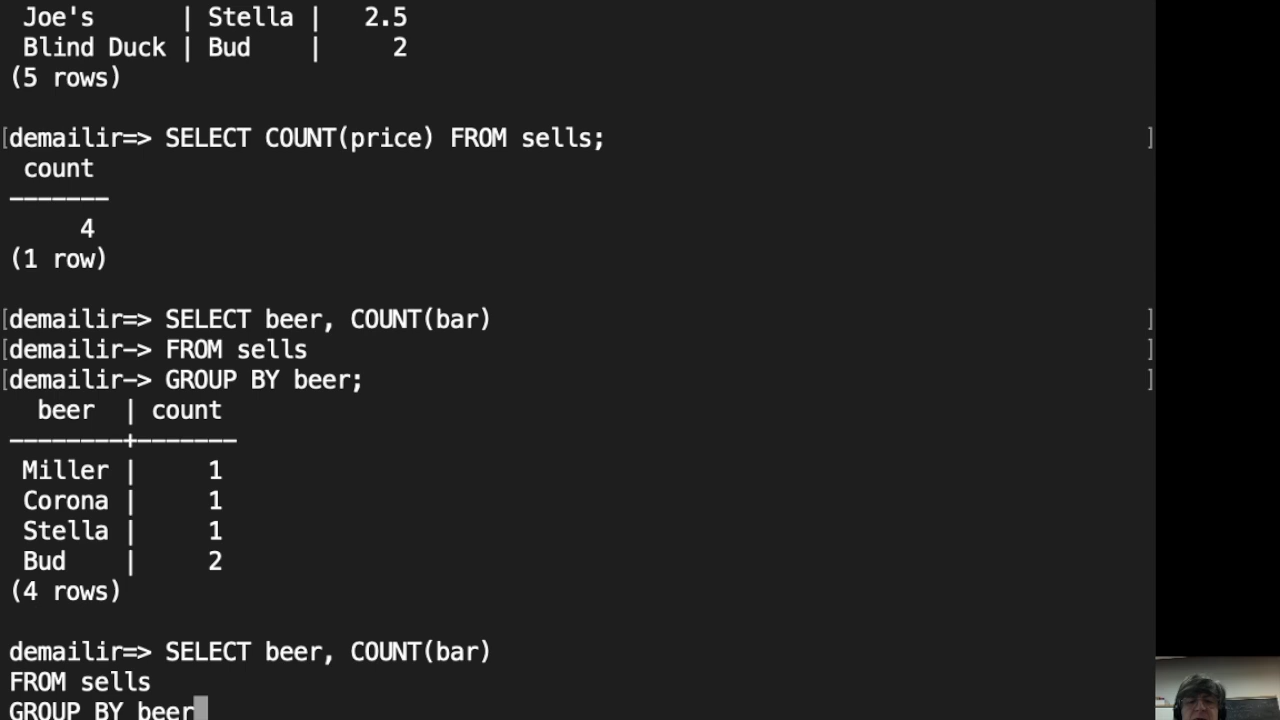 Joe's | Stella | 2.5
Blind Duck | Bud | 2
(5 rows)
[demailir=> SELECT COUNT(price) FROM sells; ]
count
-------
4
(1 row)
[demailir=> SELECT beer, COUNT(bar) ]
[demailir-> FROM sells ]
[demailir-> GROUP BY beer; ]
beer | count
--------+-------
Miller | 1
Corona | 1
Stella | 1
Bud | 2
(4 rows)
demailir=> SELECT beer, COUNT(bar)
FROM sells
GROUP BY beer